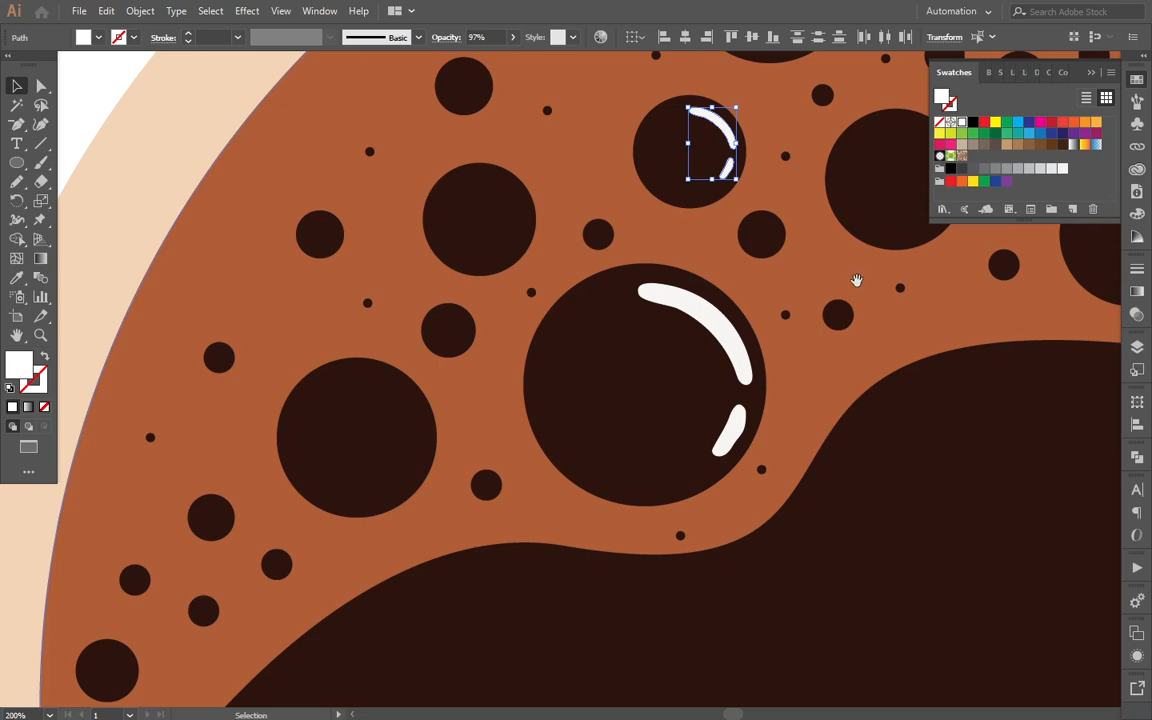 Ai File Edit Object Type Select Effect View Window Help Automation Search Adobe Stock
Path Stroke: Basic Opacity: 97% Style: Transform
Swatches B S L L D C Co
T
A
200% 1 Selection